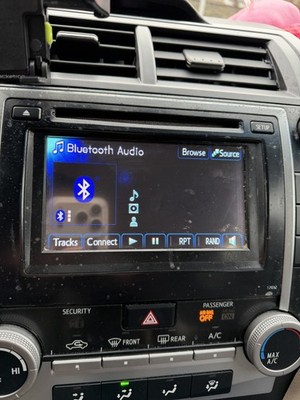 SETUP
Bluetooth Audio
Browse
Source
Tracks
Connect
RPT
RAND
SECURITY
PASSENGER
AIR BAG
OFF
FRONT
REAR
A/C
HI
MAX
A/C